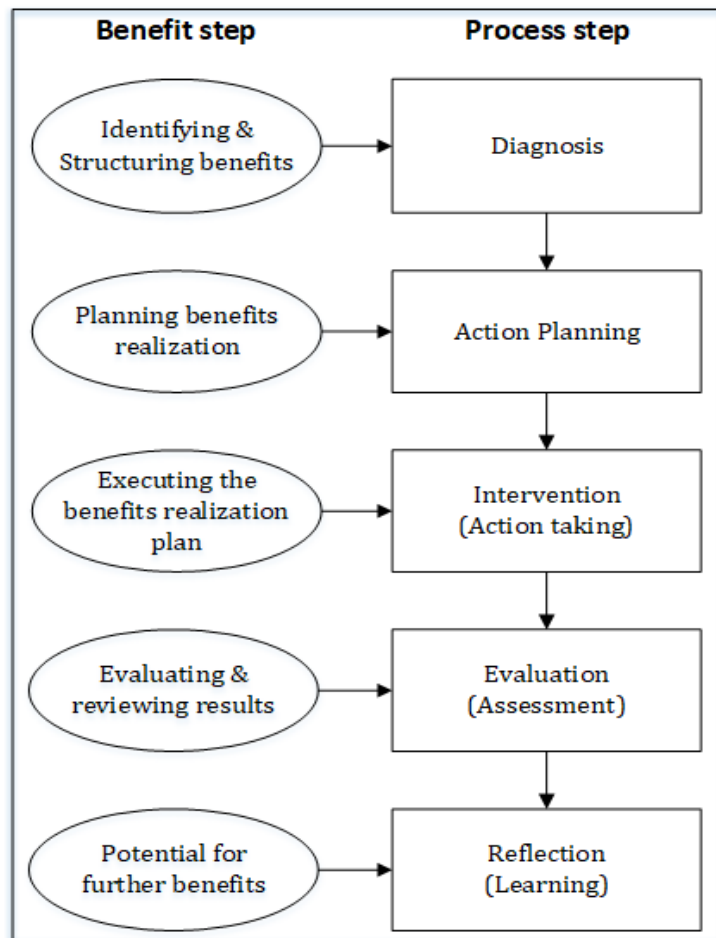 Benefit step
Process step
Identifying &
Structuring benefits
Diagnosis
Planning benefits
realization
Action Planning
Executing the
benefits realization
plan
Intervention
(Action taking)
Evaluating &
reviewing results
Evaluation
(Assessment)
Potential for
further benefits
Reflection
(Learning)